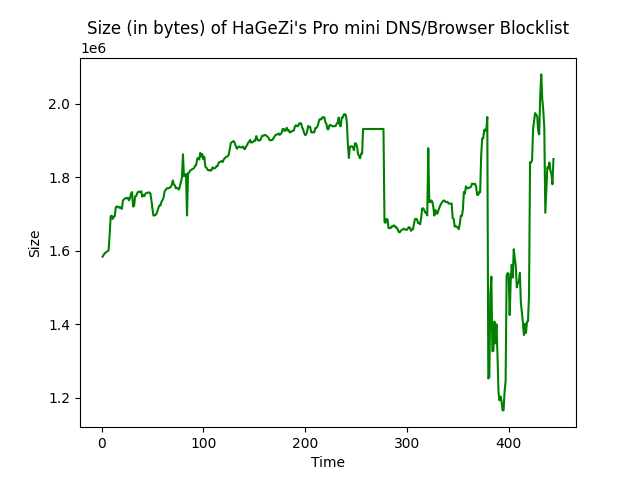 Size (in bytes) of HaGeZi's Pro mini DNS/Browser Blocklist
1e6
2.0
1.8
1.6
1.4
1.2
Size
0 100 200 300 400
Time